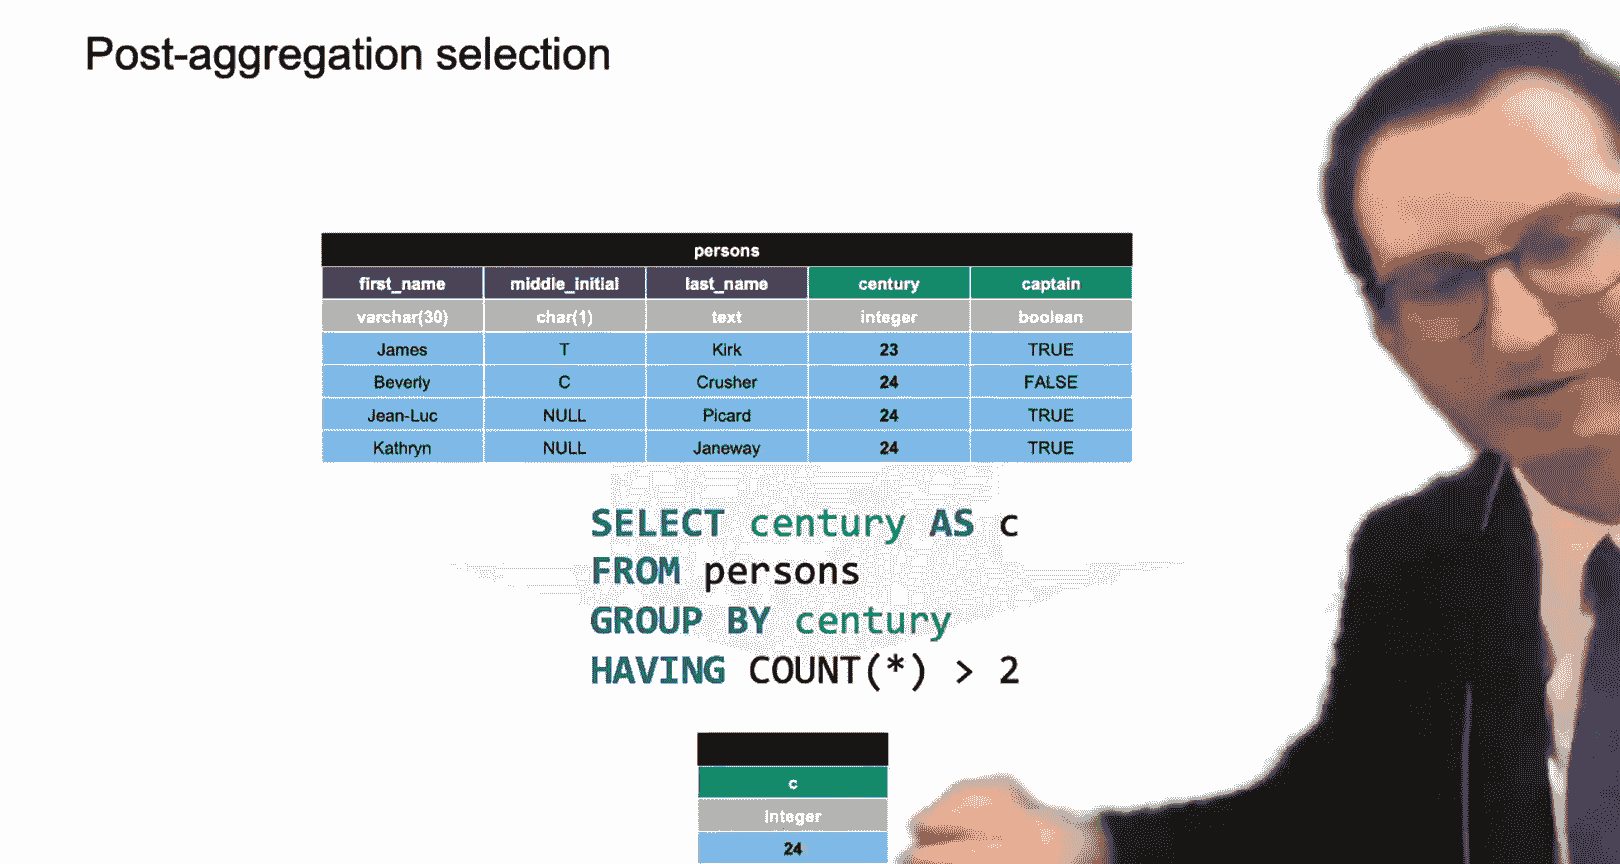 Post-aggregation selection
persons
first_name middle_initial last_name century captain
varchar(30) char(1) text integer boolean
James T Kirk 23 TRUE
Beverly C Crusher 24 FALSE
Jean-Luc NULL Picard 24 TRUE
Kathryn NULL Janeway 24 TRUE
SELECT century AS c
FROM persons
GROUP BY century
HAVING COUNT(*) > 2
c
integer
24